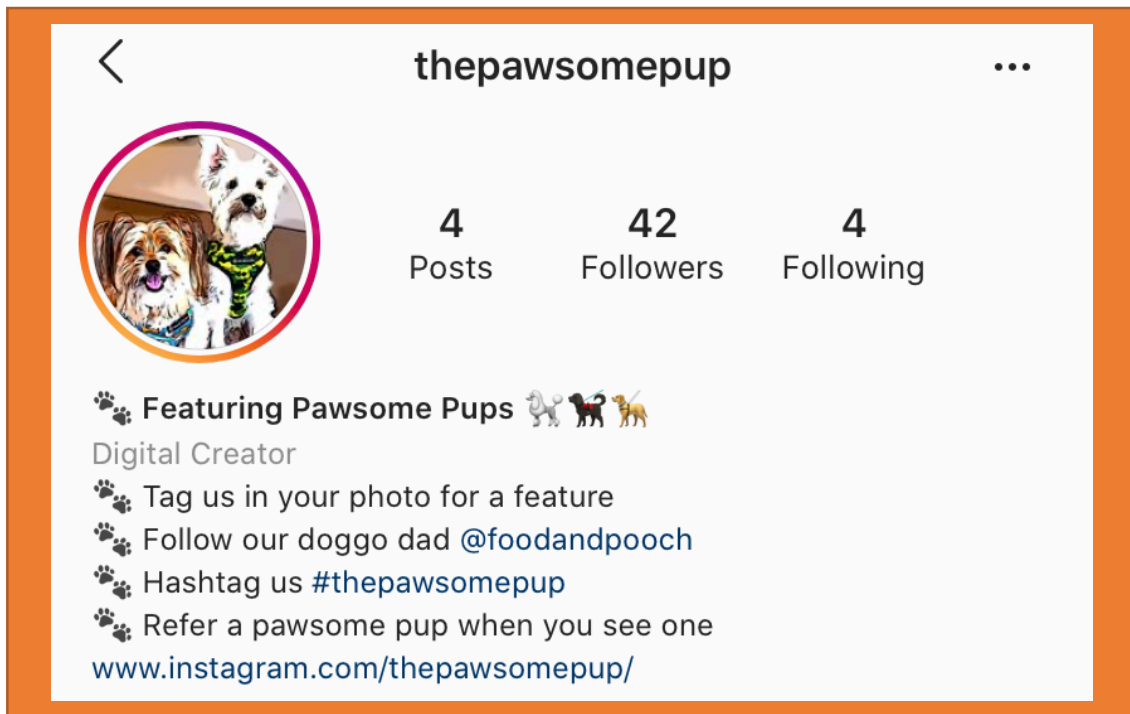 thepawsomepup
4 42 4
Posts Followers Following
🐾 Featuring Pawsome Pups 🐩🐕‍🦺🦮
Digital Creator
🐾 Tag us in your photo for a feature
🐾 Follow our doggo dad @foodandpooch
🐾 Hashtag us #thepawsomepup
🐾 Refer a pawsome pup when you see one
www.instagram.com/thepawsomepup/